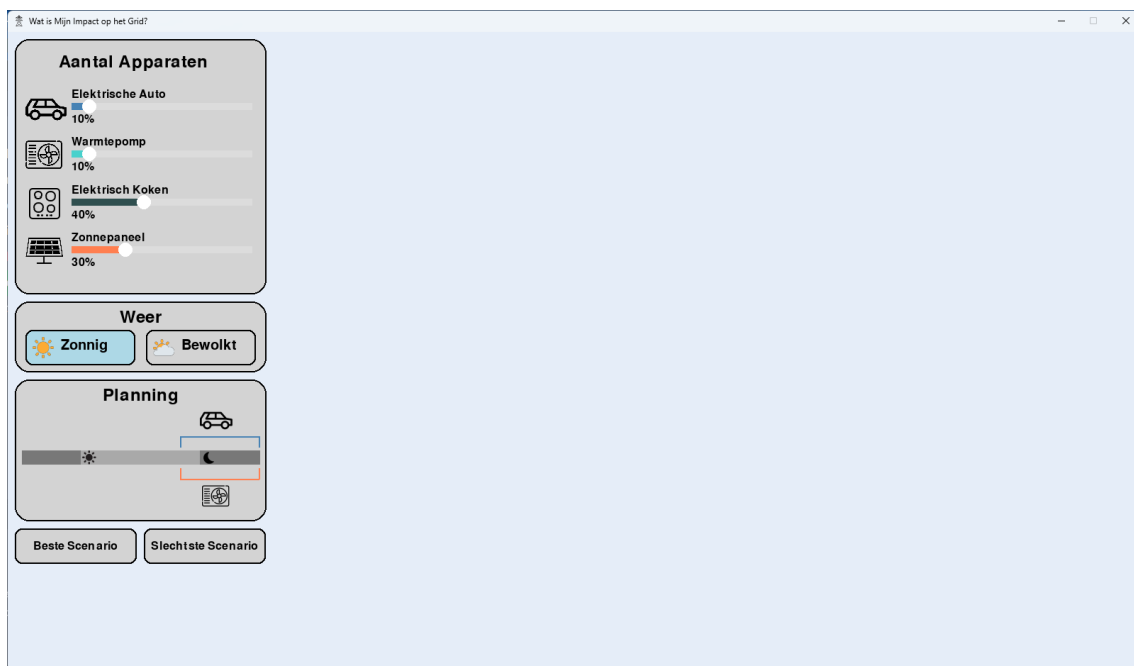 Wat is Mijn Impact op het Grid?
Aantal Apparaten
Elektrische Auto
10%
Warmtepomp
10%
Elektrisch Koken
40%
Zonnepaneel
30%
Weer
Zonnig
Bewolkt
Planning
Beste Scenario
Slechtste Scenario